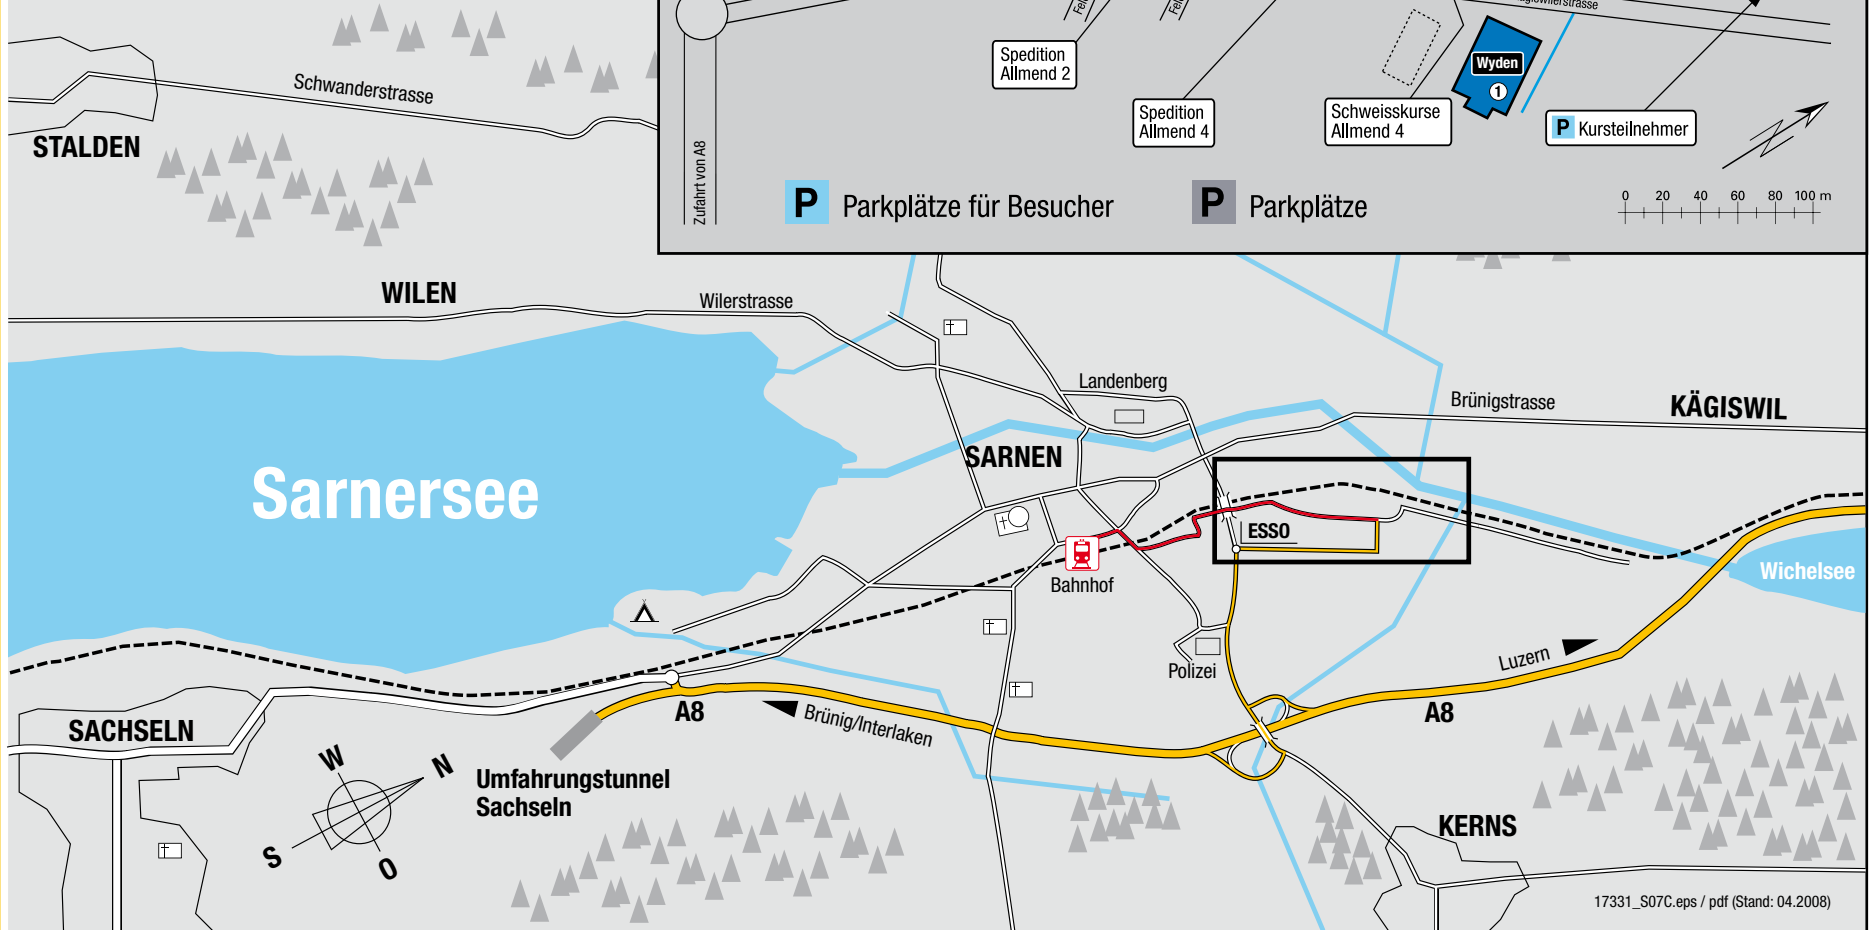 Spedition
Allmend 2
Spedition
Allmend 4
Schweisskurse
Allmend 4
Wyden
1
P Kursteilnehmer
Zufahrt von A8
P Parkplätze für Besucher
P Parkplätze
0 20 40 60 80 100 m
Schwanderstrasse
STALDEN
WILEN
Wilerstrasse
Landenberg
Brünigstrasse
KÄGISWIL
SARNEN
Sarnersee
ESSO
Bahnhof
Wichelsee
Polizei
Luzern
SACHSELN
A8
Brünig/Interlaken
A8
W
N
S
O
Umfahrungstunnel
Sachseln
KERNS
17331_S07C.eps / pdf (Stand: 04.2008)